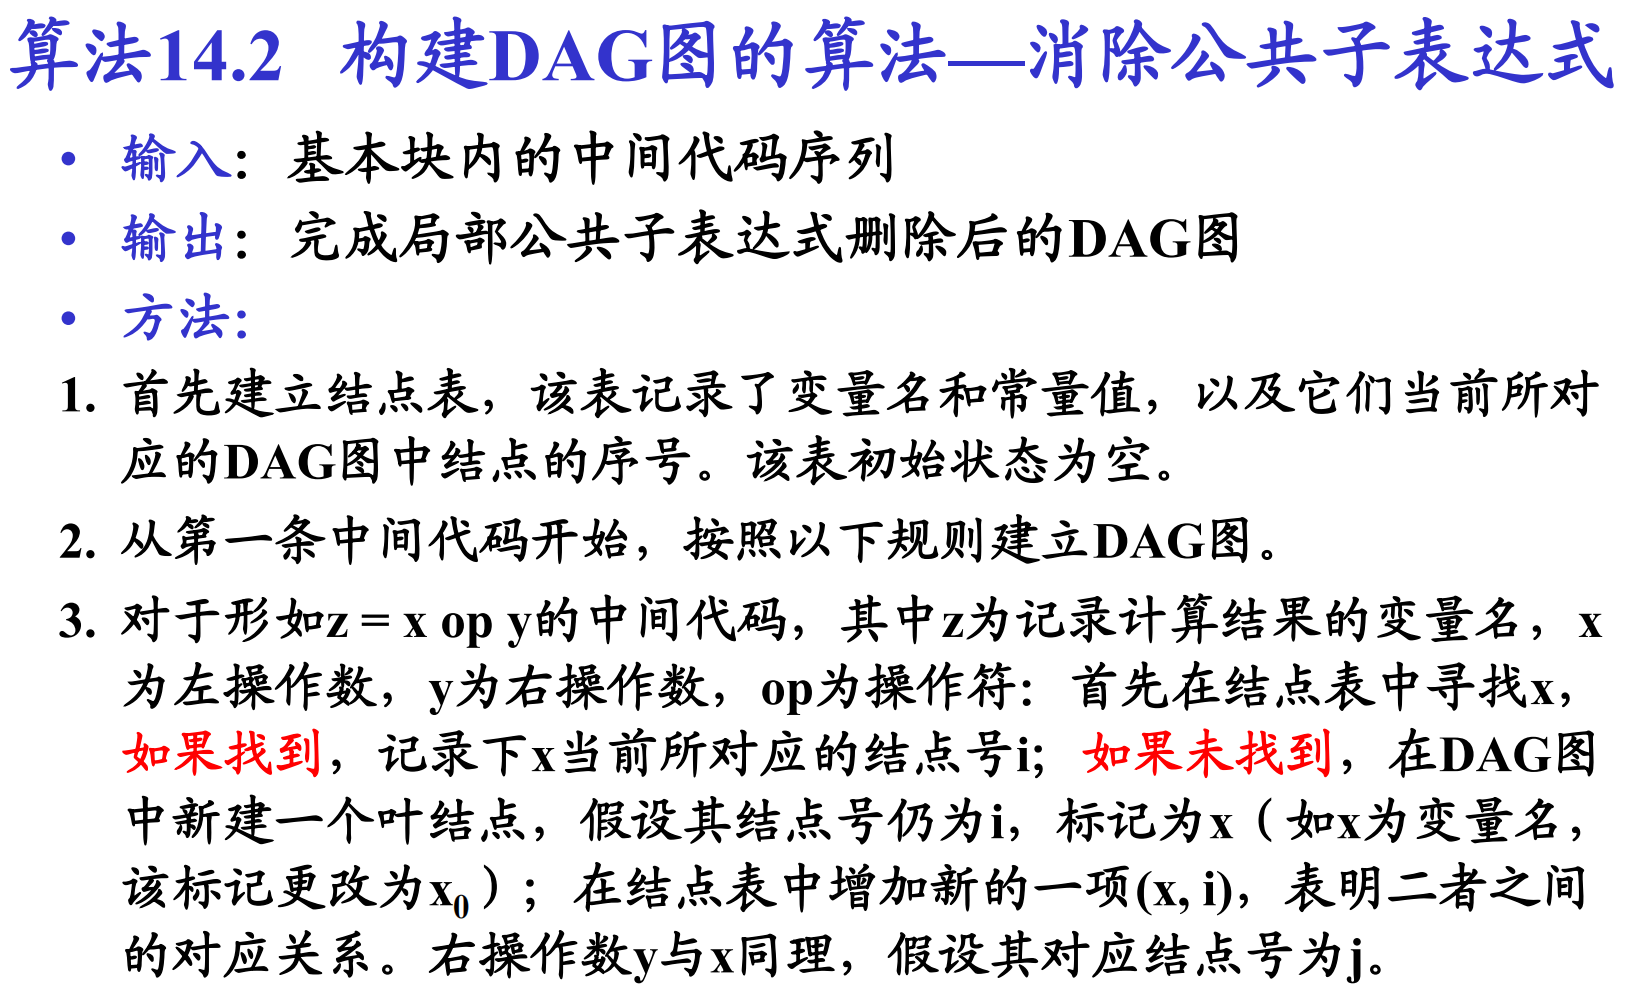 算法14.2 构建DAG图的算法—消除公共子表达式
• 输入：基本块内的中间代码序列
• 输出：完成局部公共子表达式删除后的DAG图
• 方法：
1. 首先建立结点表，该表记录了变量名和常量值，以及它们当前所对
应的DAG图中结点的序号。该表初始状态为空。
2. 从第一条中间代码开始，按照以下规则建立DAG图。
3. 对于形如z = x op y的中间代码，其中z为记录计算结果的变量名，x
为左操作数，y为右操作数，op为操作符：首先在结点表中寻找x，
如果找到，记录下x当前所对应的结点号i；如果未找到，在DAG图
中新建一个叶结点，假设其结点号仍为i，标记为x（如x为变量名，
该标记更改为x₀）；在结点表中增加新的一项(x, i)，表明二者之间
的对应关系。右操作数y与x同理，假设其对应结点号为j。